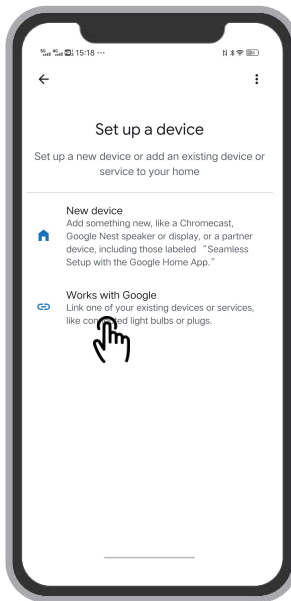 15:18 ···
Set up a device
Set up a new device or add an existing device or
service to your home
New device
Add something new, like a Chromecast,
Google Nest speaker or display, or a partner
device, including those labeled “Seamless
Setup with the Google Home App.”
Works with Google
Link one of your existing devices or services,
like connected light bulbs or plugs.